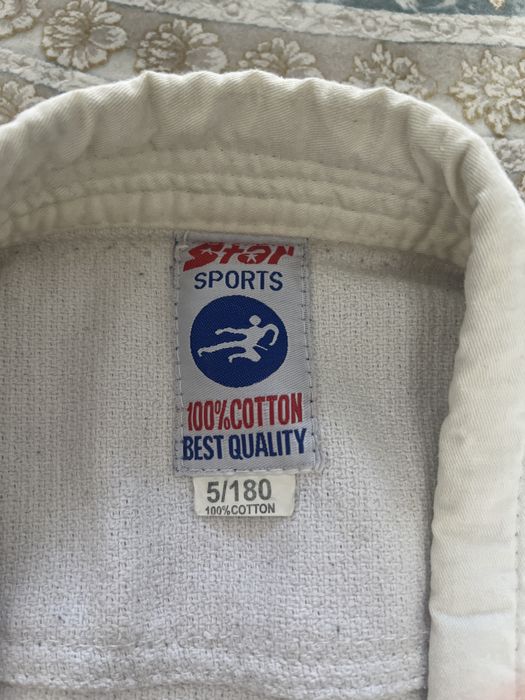 Star
SPORTS
100%COTTON
BEST QUALITY
5/180
100%COTTON